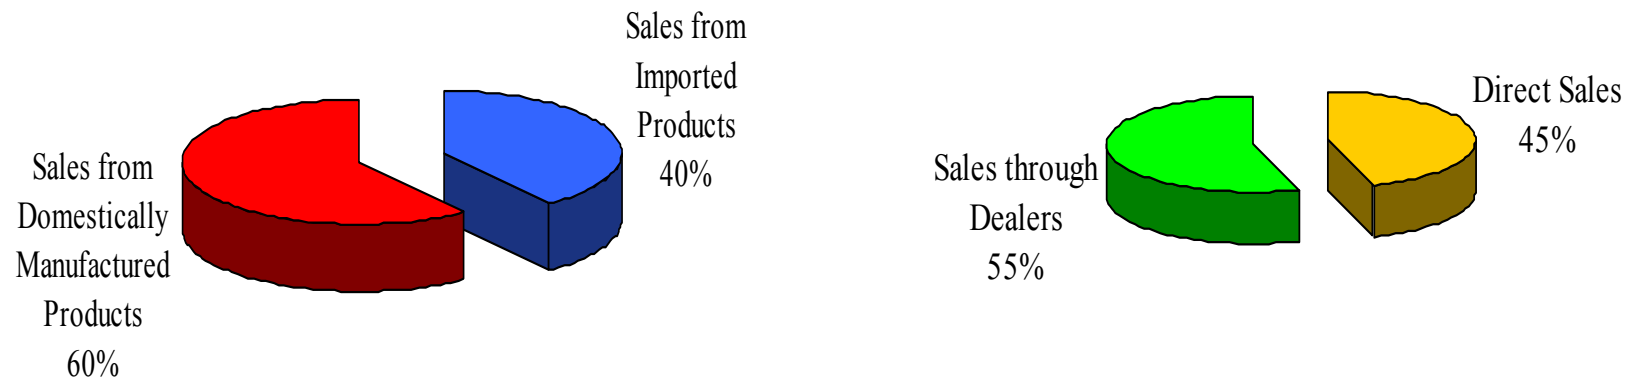 Sales from
Imported
Products
40%
Sales from
Domestically
Manufactured
Products
60%
Direct Sales
45%
Sales through
Dealers
55%